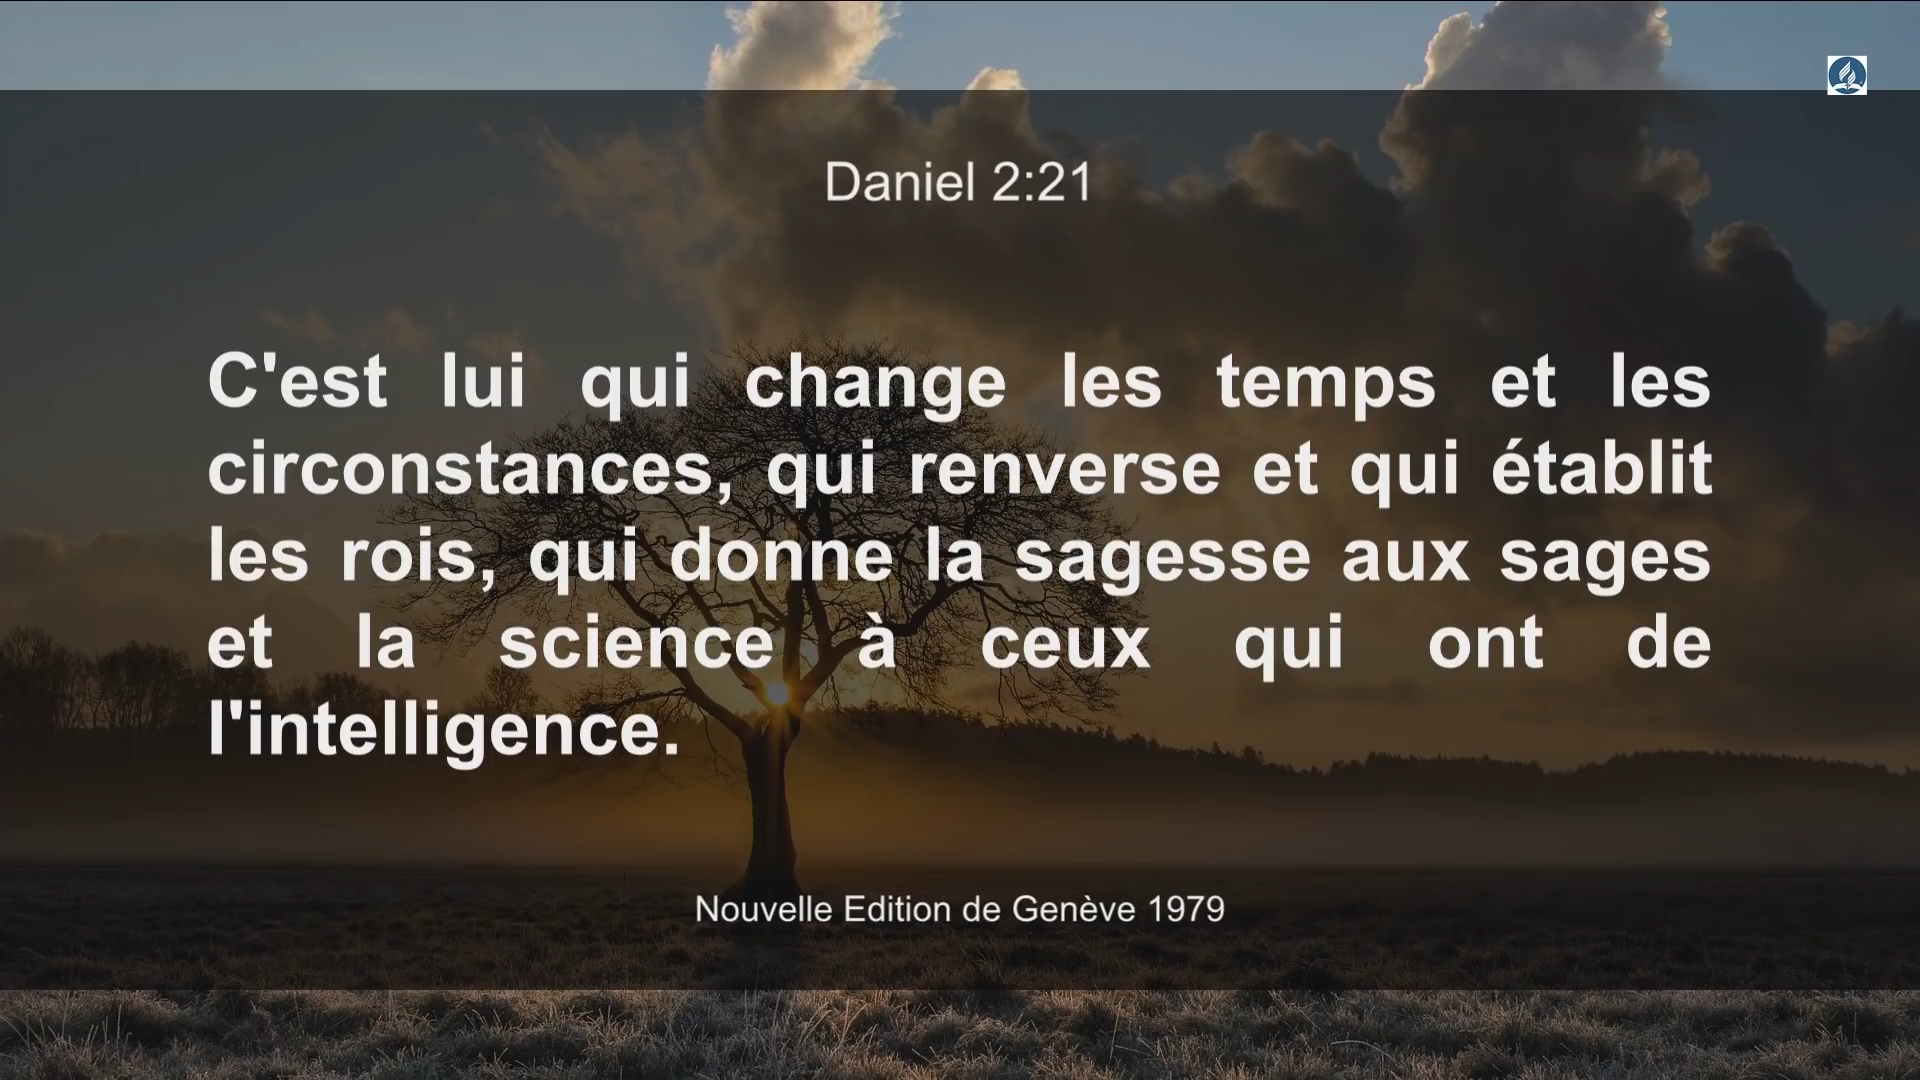 Daniel 2:21
C'est lui qui change les temps et les
circonstances, qui renverse et qui établit
les rois, qui donne la sagesse aux sages
et la science à ceux qui ont de
l'intelligence.
Nouvelle Edition de Genève 1979